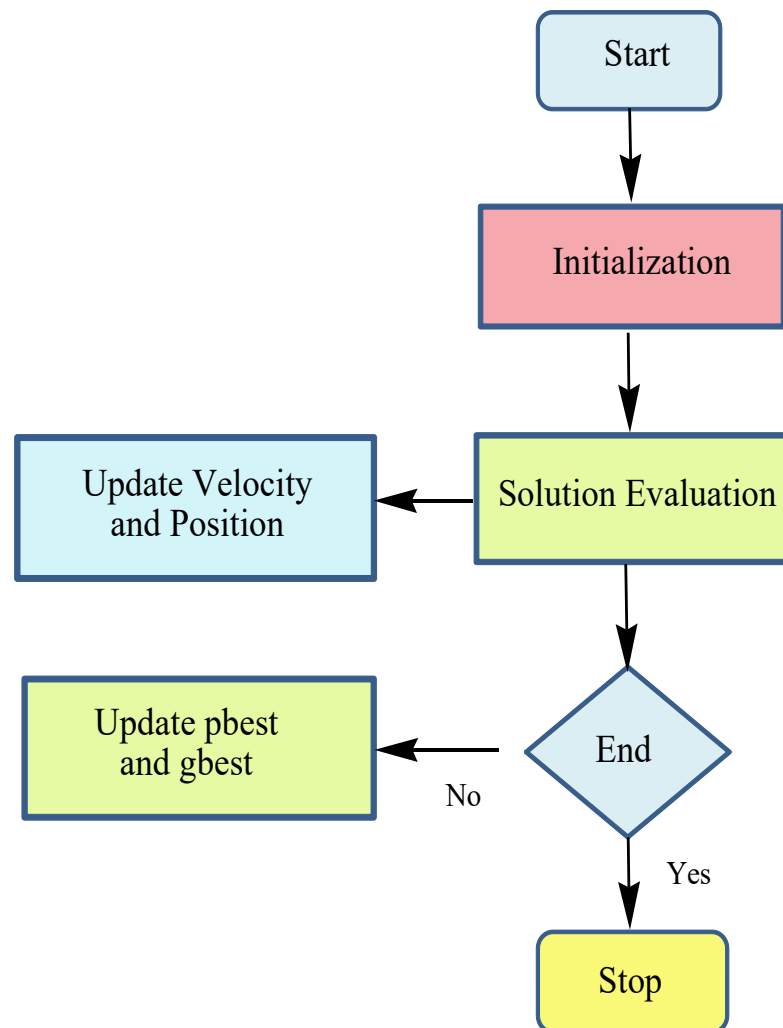 Start
Initialization
Update Velocity
and Position
Solution Evaluation
Update pbest
and gbest
No
End
Yes
Stop